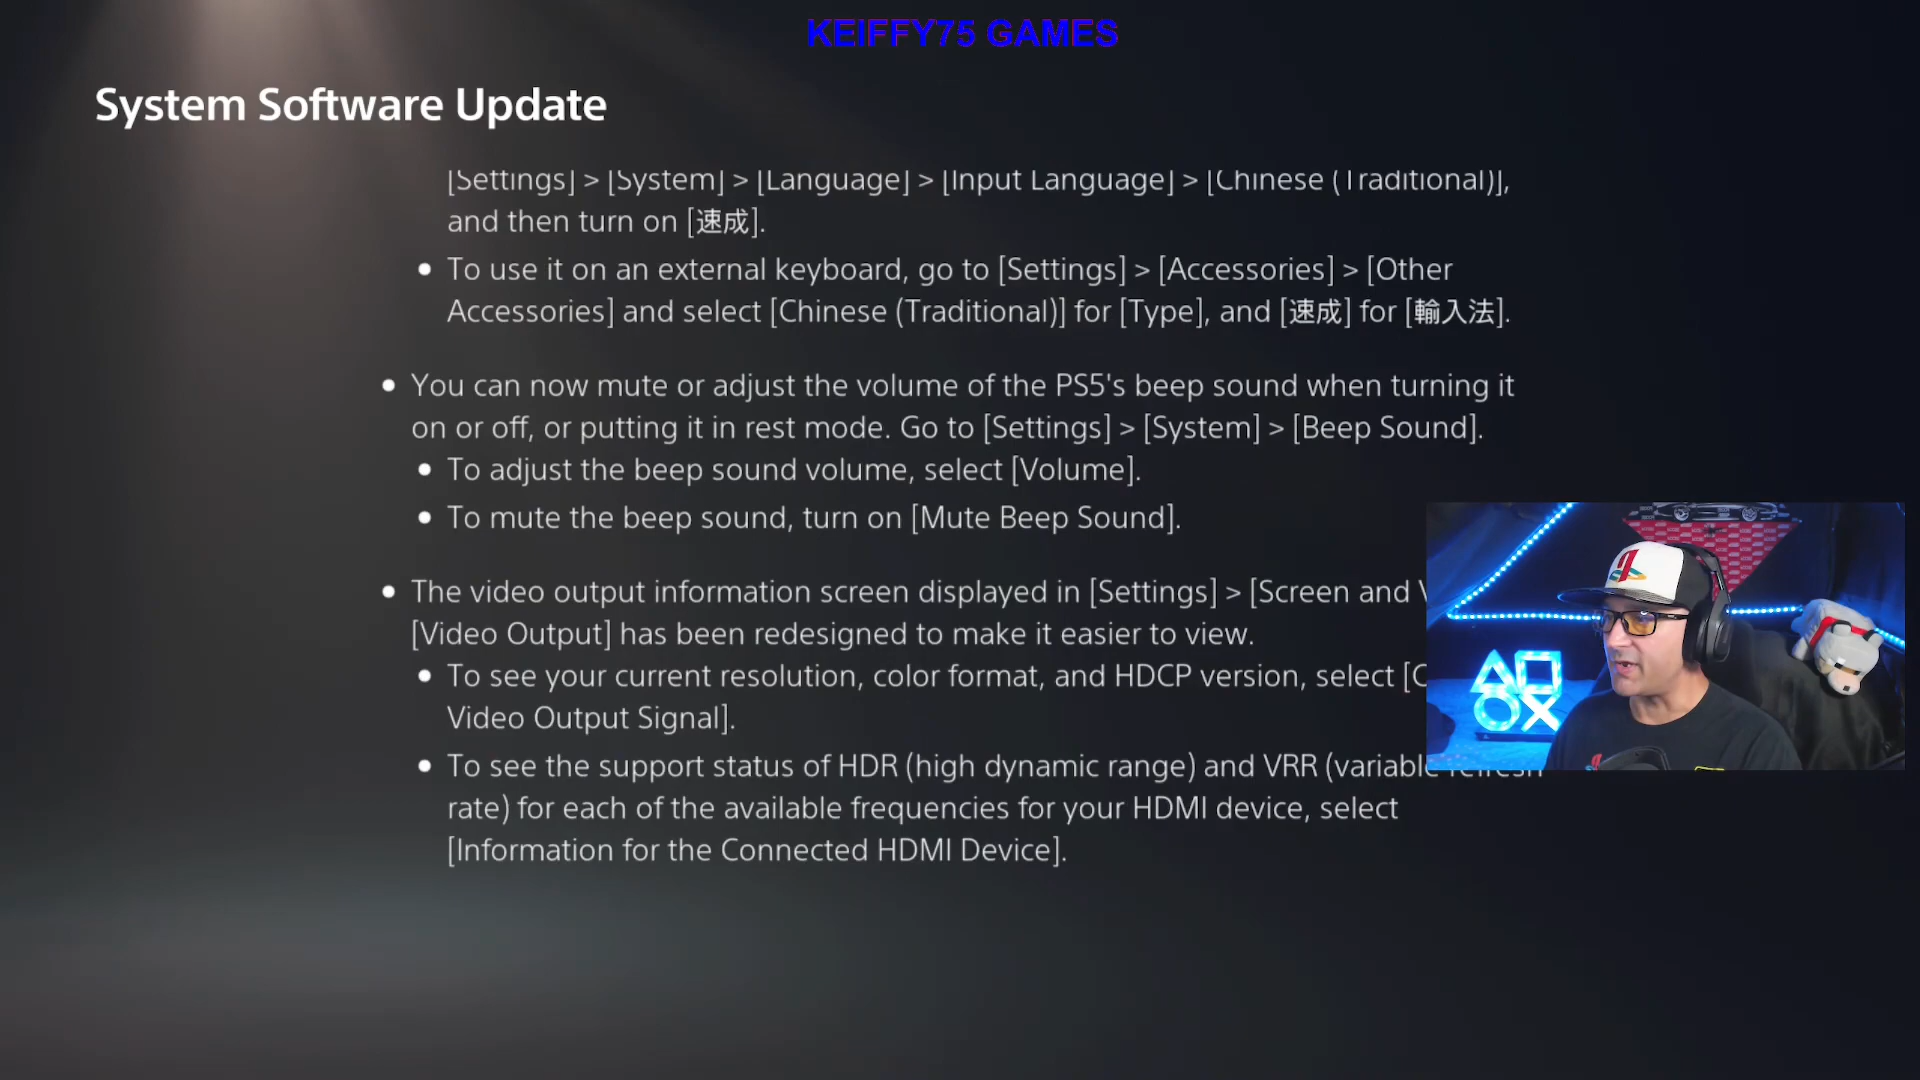 KEIFFY75 GAMES
System Software Update
[Settings] > [System] > [Language] > [Input Language] > [Chinese (Traditional)],
and then turn on [速成].
• To use it on an external keyboard, go to [Settings] > [Accessories] > [Other
Accessories] and select [Chinese (Traditional)] for [Type], and [速成] for [輸入法].
• You can now mute or adjust the volume of the PS5's beep sound when turning it
on or off, or putting it in rest mode. Go to [Settings] > [System] > [Beep Sound].
• To adjust the beep sound volume, select [Volume].
• To mute the beep sound, turn on [Mute Beep Sound].
• The video output information screen displayed in [Settings] > [Screen and
[Video Output] has been redesigned to make it easier to view.
• To see your current resolution, color format, and HDCP version, select
Video Output Signal].
• To see the support status of HDR (high dynamic range) and VRR (variable refresh
rate) for each of the available frequencies for your HDMI device, select
[Information for the Connected HDMI Device].